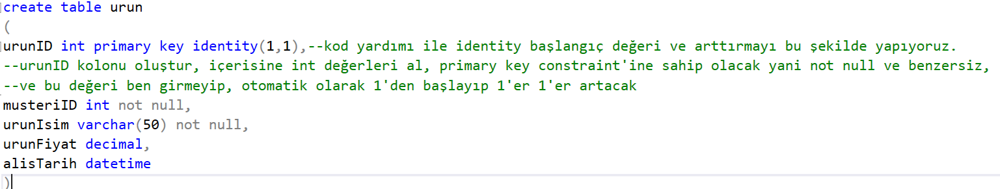 create table urun
(
urunID int primary key identity(1,1),--kod yardımı ile identity başlangıç değeri ve arttırmayı bu şekilde yapıyoruz.
--urunID kolonu oluştur, içerisine int değerleri al, primary key constraint'ine sahip olacak yani not null ve benzersiz,
--ve bu değeri ben girmeyip, otomatik olarak 1'den başlayıp 1'er 1'er artacak
musteriID int not null,
urunIsim varchar(50) not null,
urunFiyat decimal,
alisTarih datetime
)